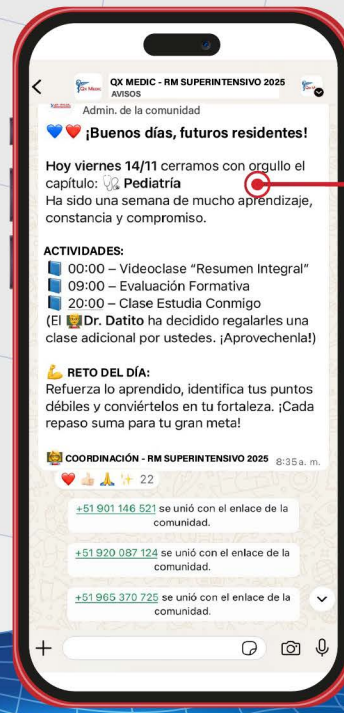 QX MEDIC - RM SUPERINTENSIVO 2025
AVISOS
Admin. de la comunidad
💙❤️ ¡Buenos días, futuros residentes!
Hoy viernes 14/11 cerramos con orgullo el
capítulo: 🩺 Pediatría
Ha sido una semana de mucho aprendizaje,
constancia y compromiso.
ACTIVIDADES:
📘 00:00 – Videoclase “Resumen Integral”
📘 09:00 – Evaluación Formativa
📘 20:00 – Clase Estudia Conmigo
(El Dr. Datito ha decidido regalarles una
clase adicional por ustedes. ¡Aprovechenla!)
💪 RETO DEL DÍA:
Refuerza lo aprendido, identifica tus puntos
débiles y conviértelos en tu fortaleza. ¡Cada
repaso suma para tu gran meta!
COORDINACIÓN - RM SUPERINTENSIVO 2025 8:35 a. m.
❤️👍🏻🙏✨ 22
+51 901 146 521 se unió con el enlace de la
comunidad.
+51 920 087 124 se unió con el enlace de la
comunidad.
+51 965 370 725 se unió con el enlace de la
comunidad.